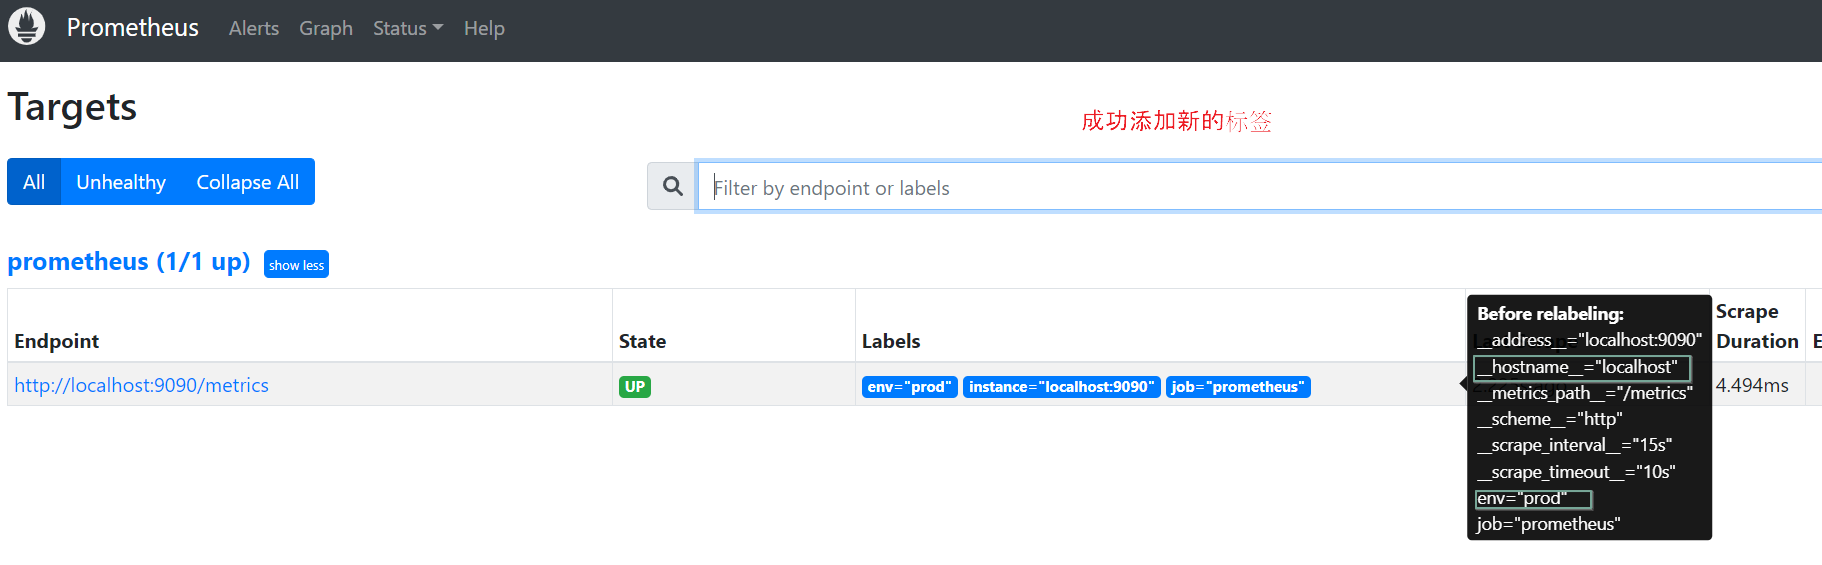 Prometheus Alerts Graph Status Help
Targets
成功添加新的标签
All Unhealthy Collapse All
Filter by endpoint or labels
prometheus (1/1 up) show less
Endpoint State Labels Scrape Duration
http://localhost:9090/metrics UP env="prod" instance="localhost:9090" job="prometheus" 4.494ms
Before relabeling:
__address__="localhost:9090"
__hostname__="localhost"
__metrics_path__="/metrics"
__scheme__="http"
__scrape_interval__="15s"
__scrape_timeout__="10s"
env="prod"
job="prometheus"